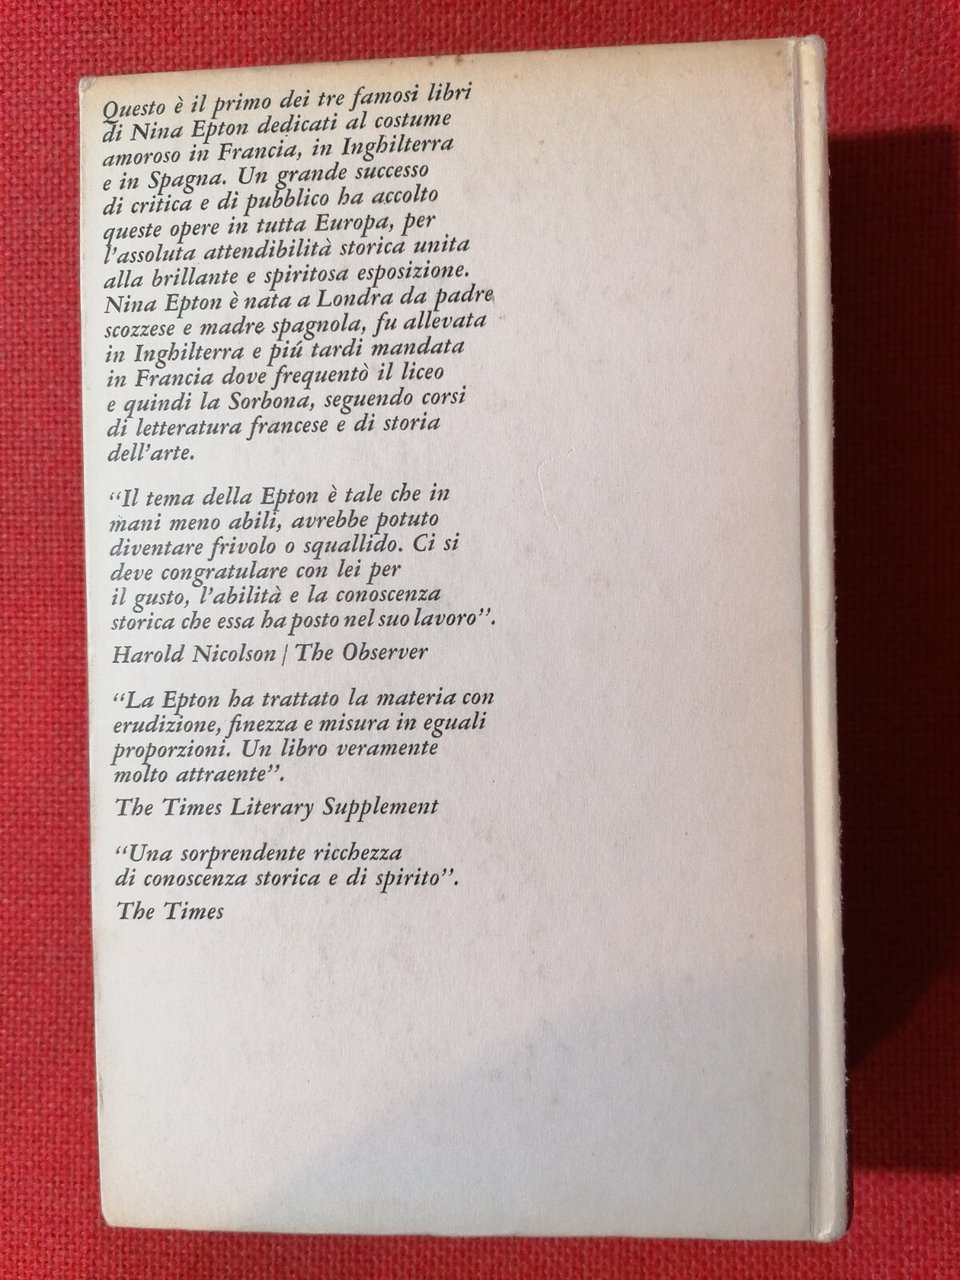 Questo è il primo dei tre famosi libri
di Nina Epton dedicati al costume
amoroso in Francia, in Inghilterra
e in Spagna. Un grande successo
di critica e di pubblico ha accolto
queste opere in tutta Europa, per
l'assoluta attendibilità storica unita
alla brillante e spiritosa esposizione.
Nina Epton è nata a Londra da padre
scozzese e madre spagnola, fu allevata
in Inghilterra e piú tardi mandata
in Francia dove frequentò il liceo
e quindi la Sorbona, seguendo corsi
di letteratura francese e di storia
dell'arte.
“Il tema della Epton è tale che in
mani meno abili, avrebbe potuto
diventare frivolo o squallido. Ci si
deve congratulare con lei per
il gusto, l'abilità e la conoscenza
storica che essa ha posto nel suo lavoro”.
Harold Nicolson / The Observer
“La Epton ha trattato la materia con
erudizione, finezza e misura in eguali
proporzioni. Un libro veramente
molto attraente”.
The Times Literary Supplement
“Una sorprendente ricchezza
di conoscenza storica e di spirito”.
The Times